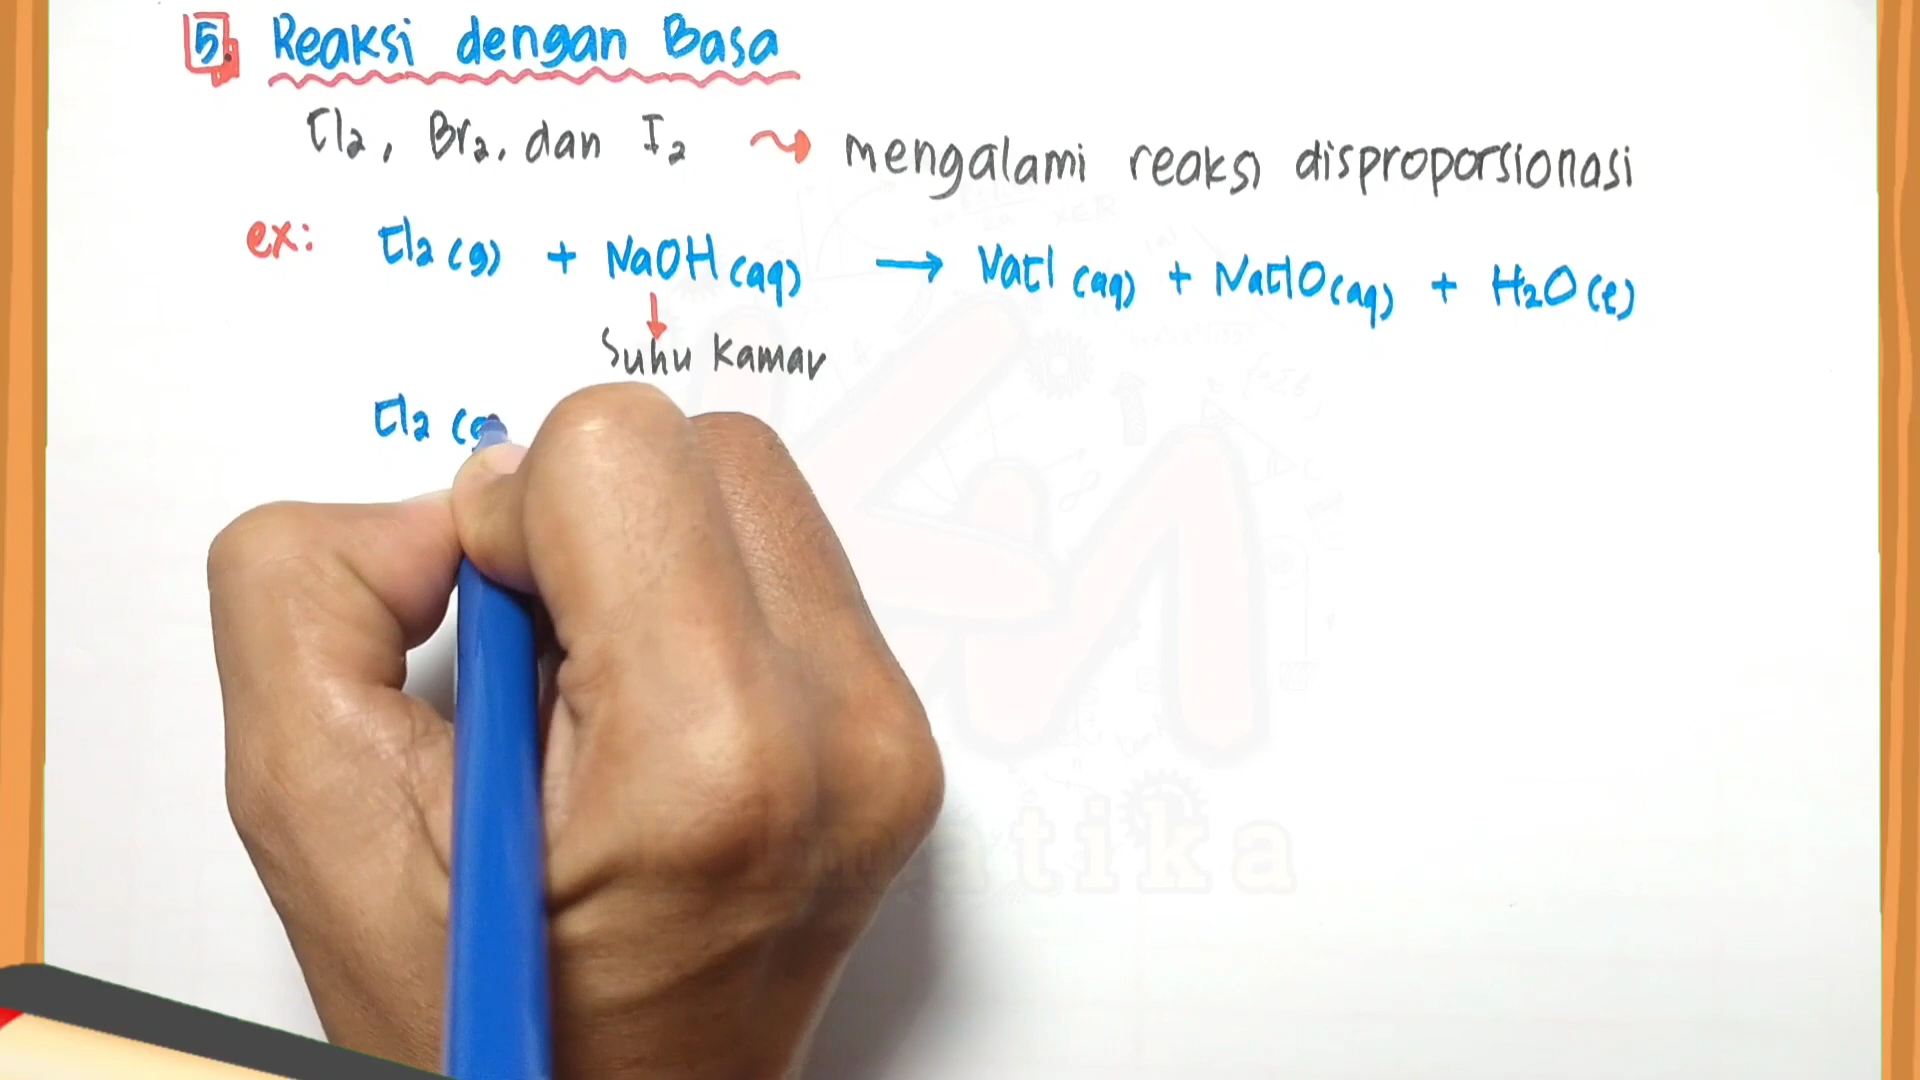 5. Reaksi dengan Basa
Cl₂, Br₂, dan I₂ ⇝ mengalami reaksi disproporsionasi
ex: Cl₂ (g) + NaOH (aq) → NaCl (aq) + NaClO (aq) + H₂O (l)
↓
Suhu Kamar
Cl₂ (g
matika